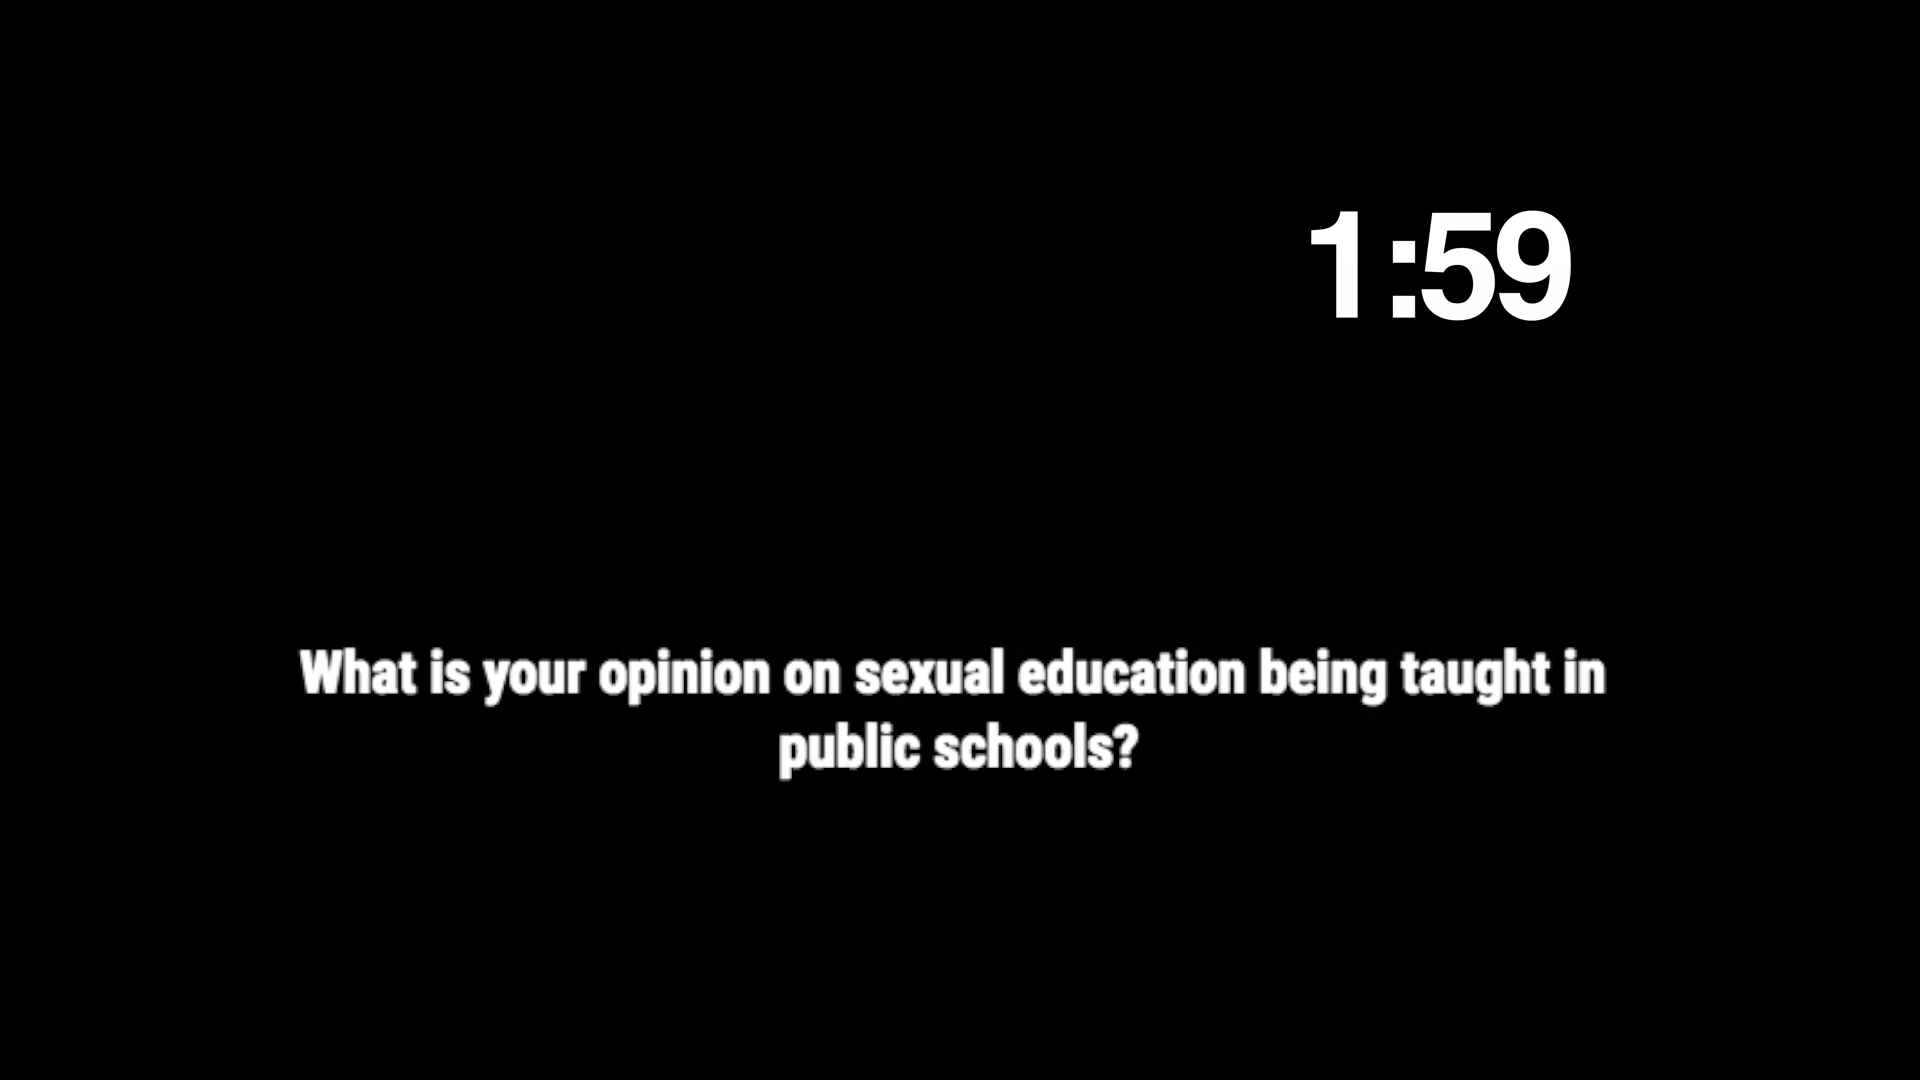 1:59
What is your opinion on sexual education being taught in
public schools?